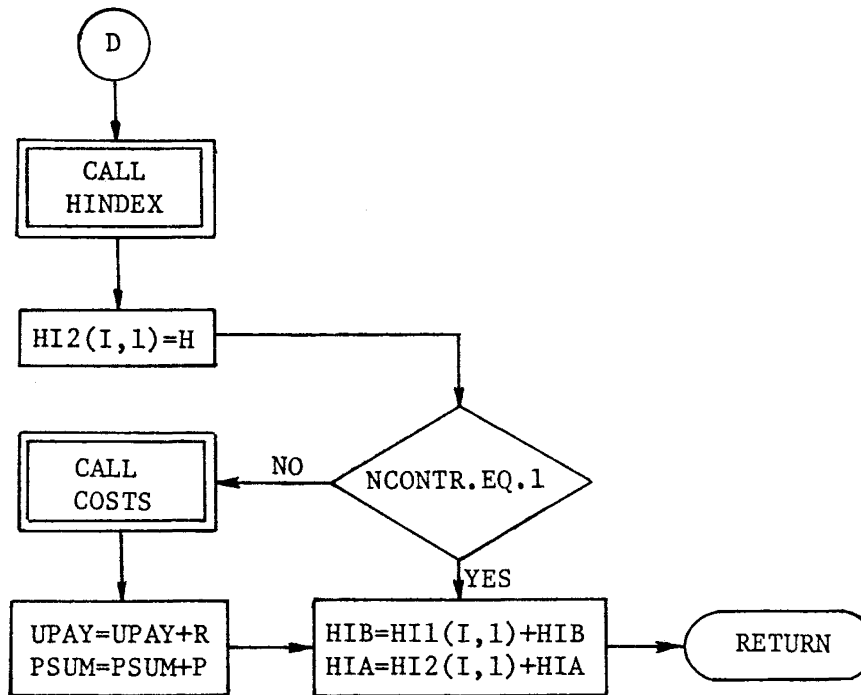 D
CALL
HINDEX
HI2(I,1)=H
NCONTR.EQ.1
NO
CALL
COSTS
YES
UPAY=UPAY+R
PSUM=PSUM+P
HIB=HI1(I,1)+HIB
HIA=HI2(I,1)+HIA
RETURN